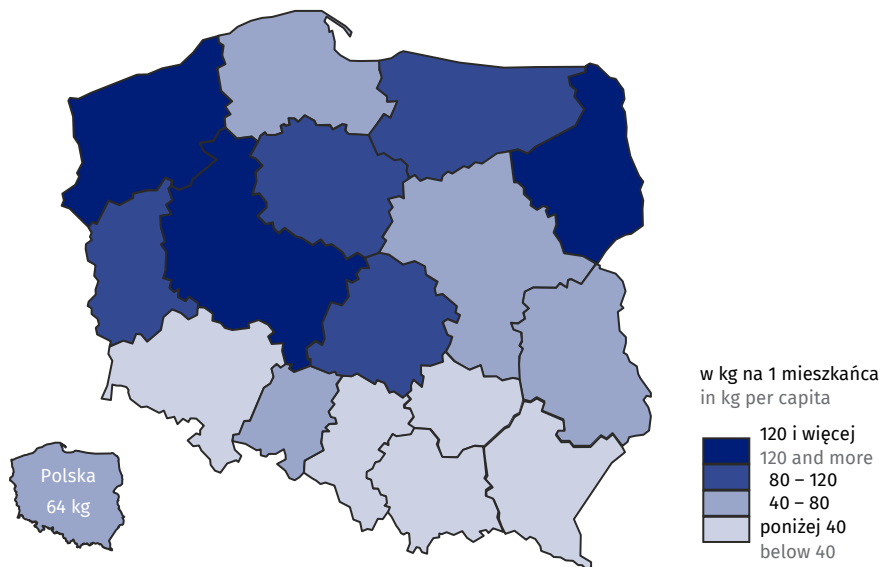 w kg na 1 mieszkańca
in kg per capita
120 i więcej
120 and more
80 – 120
40 – 80
poniżej 40
below 40
Polska
64 kg